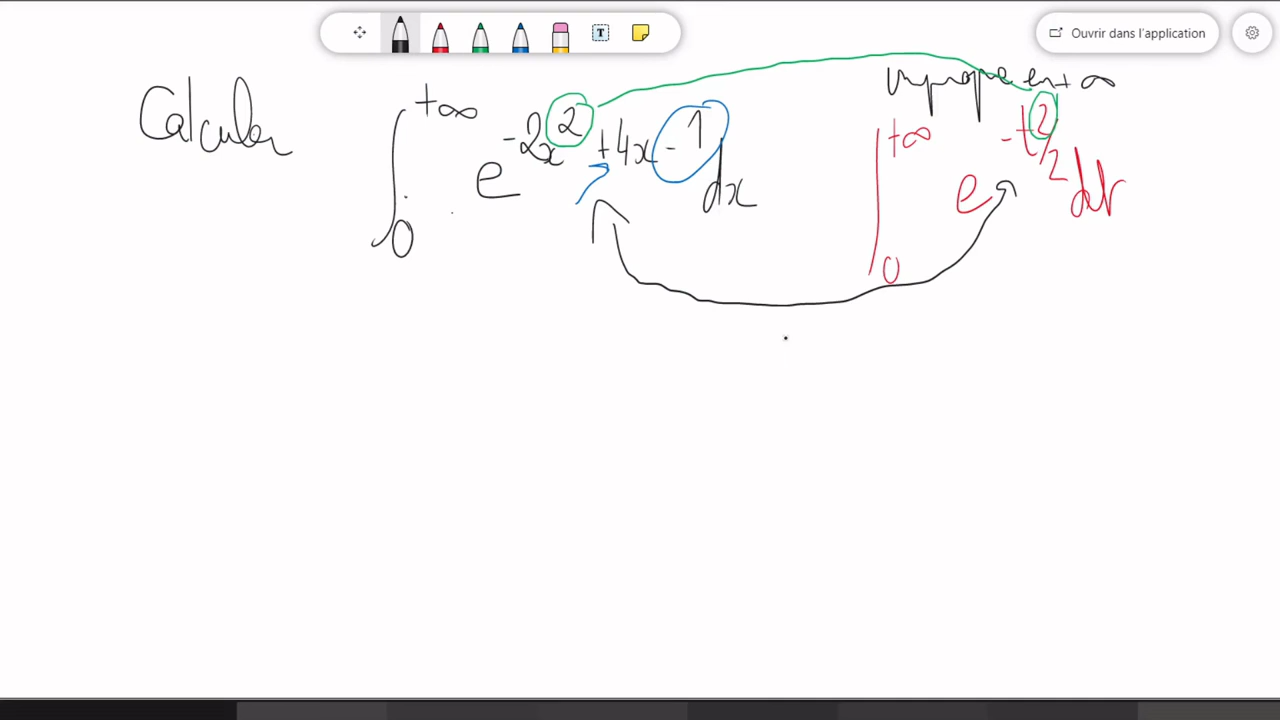 Ouvrir dans l'application
Calculer ∫₀^{+∞} e^{-2x²+4x-1} dx
impropre en +∞
∫₀^{+∞} e^{-t²/2} dt